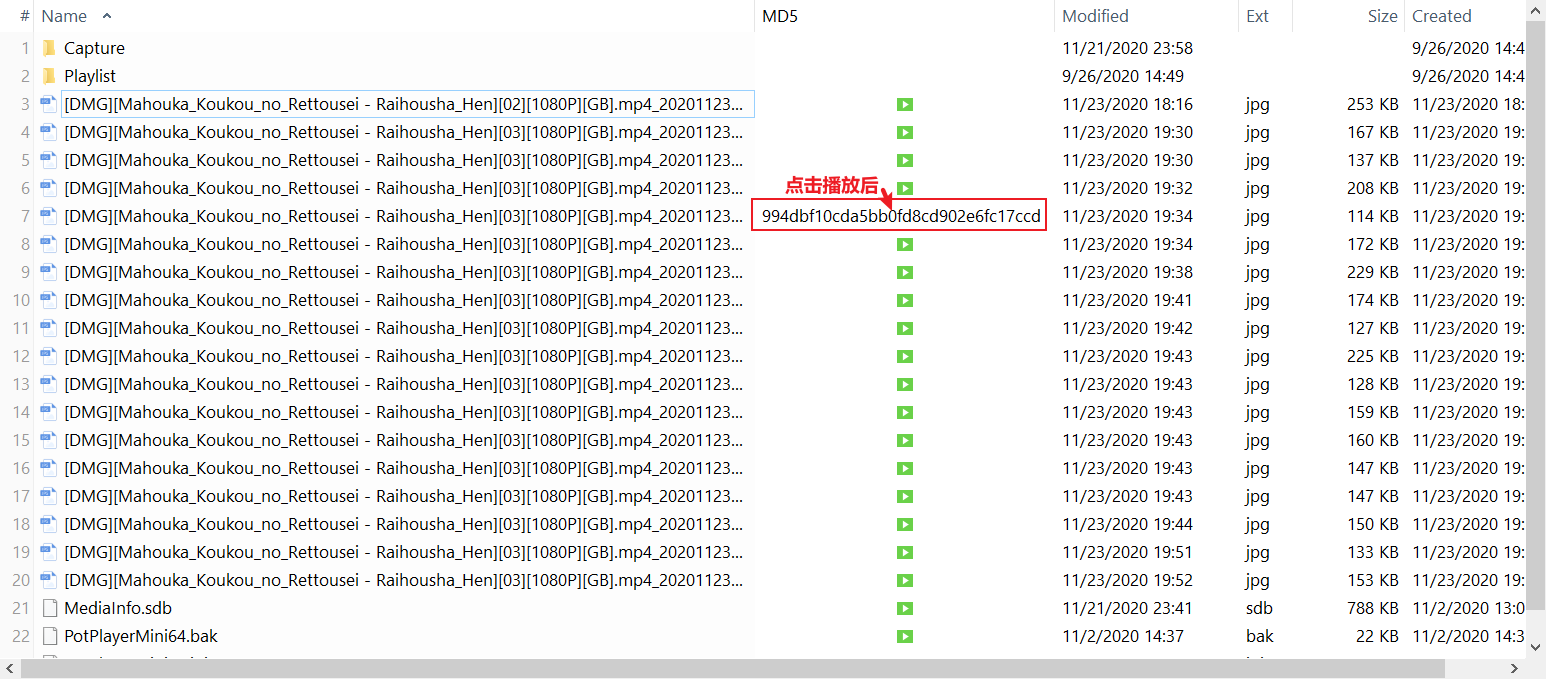 # Name MD5 Modified Ext Size Created
1 Capture 11/21/2020 23:58 9/26/2020 14:4
2 Playlist 9/26/2020 14:49 9/26/2020 14:4
3 [DMG][Mahouka_Koukou_no_Rettousei - Raihousha_Hen][02][1080P][GB].mp4_20201123... 11/23/2020 18:16 jpg 253 KB 11/23/2020 18:
4 [DMG][Mahouka_Koukou_no_Rettousei - Raihousha_Hen][03][1080P][GB].mp4_20201123... 11/23/2020 19:30 jpg 167 KB 11/23/2020 19:
5 [DMG][Mahouka_Koukou_no_Rettousei - Raihousha_Hen][03][1080P][GB].mp4_20201123... 11/23/2020 19:30 jpg 137 KB 11/23/2020 19:
6 [DMG][Mahouka_Koukou_no_Rettousei - Raihousha_Hen][03][1080P][GB].mp4_20201123... 点击播放后 11/23/2020 19:32 jpg 208 KB 11/23/2020 19:
7 [DMG][Mahouka_Koukou_no_Rettousei - Raihousha_Hen][03][1080P][GB].mp4_20201123... 994dbf10cda5bb0fd8cd902e6fc17ccd 11/23/2020 19:34 jpg 114 KB 11/23/2020 19:
8 [DMG][Mahouka_Koukou_no_Rettousei - Raihousha_Hen][03][1080P][GB].mp4_20201123... 11/23/2020 19:34 jpg 172 KB 11/23/2020 19:
9 [DMG][Mahouka_Koukou_no_Rettousei - Raihousha_Hen][03][1080P][GB].mp4_20201123... 11/23/2020 19:38 jpg 229 KB 11/23/2020 19:
10 [DMG][Mahouka_Koukou_no_Rettousei - Raihousha_Hen][03][1080P][GB].mp4_20201123... 11/23/2020 19:41 jpg 174 KB 11/23/2020 19:
11 [DMG][Mahouka_Koukou_no_Rettousei - Raihousha_Hen][03][1080P][GB].mp4_20201123... 11/23/2020 19:42 jpg 127 KB 11/23/2020 19:
12 [DMG][Mahouka_Koukou_no_Rettousei - Raihousha_Hen][03][1080P][GB].mp4_20201123... 11/23/2020 19:43 jpg 225 KB 11/23/2020 19:
13 [DMG][Mahouka_Koukou_no_Rettousei - Raihousha_Hen][03][1080P][GB].mp4_20201123... 11/23/2020 19:43 jpg 128 KB 11/23/2020 19:
14 [DMG][Mahouka_Koukou_no_Rettousei - Raihousha_Hen][03][1080P][GB].mp4_20201123... 11/23/2020 19:43 jpg 159 KB 11/23/2020 19:
15 [DMG][Mahouka_Koukou_no_Rettousei - Raihousha_Hen][03][1080P][GB].mp4_20201123... 11/23/2020 19:43 jpg 160 KB 11/23/2020 19:
16 [DMG][Mahouka_Koukou_no_Rettousei - Raihousha_Hen][03][1080P][GB].mp4_20201123... 11/23/2020 19:43 jpg 147 KB 11/23/2020 19:
17 [DMG][Mahouka_Koukou_no_Rettousei - Raihousha_Hen][03][1080P][GB].mp4_20201123... 11/23/2020 19:43 jpg 147 KB 11/23/2020 19:
18 [DMG][Mahouka_Koukou_no_Rettousei - Raihousha_Hen][03][1080P][GB].mp4_20201123... 11/23/2020 19:44 jpg 150 KB 11/23/2020 19:
19 [DMG][Mahouka_Koukou_no_Rettousei - Raihousha_Hen][03][1080P][GB].mp4_20201123... 11/23/2020 19:51 jpg 133 KB 11/23/2020 19:
20 [DMG][Mahouka_Koukou_no_Rettousei - Raihousha_Hen][03][1080P][GB].mp4_20201123... 11/23/2020 19:52 jpg 153 KB 11/23/2020 19:
21 MediaInfo.sdb 11/21/2020 23:41 sdb 788 KB 11/2/2020 13:0
22 PotPlayerMini64.bak 11/2/2020 14:37 bak 22 KB 11/2/2020 14:3